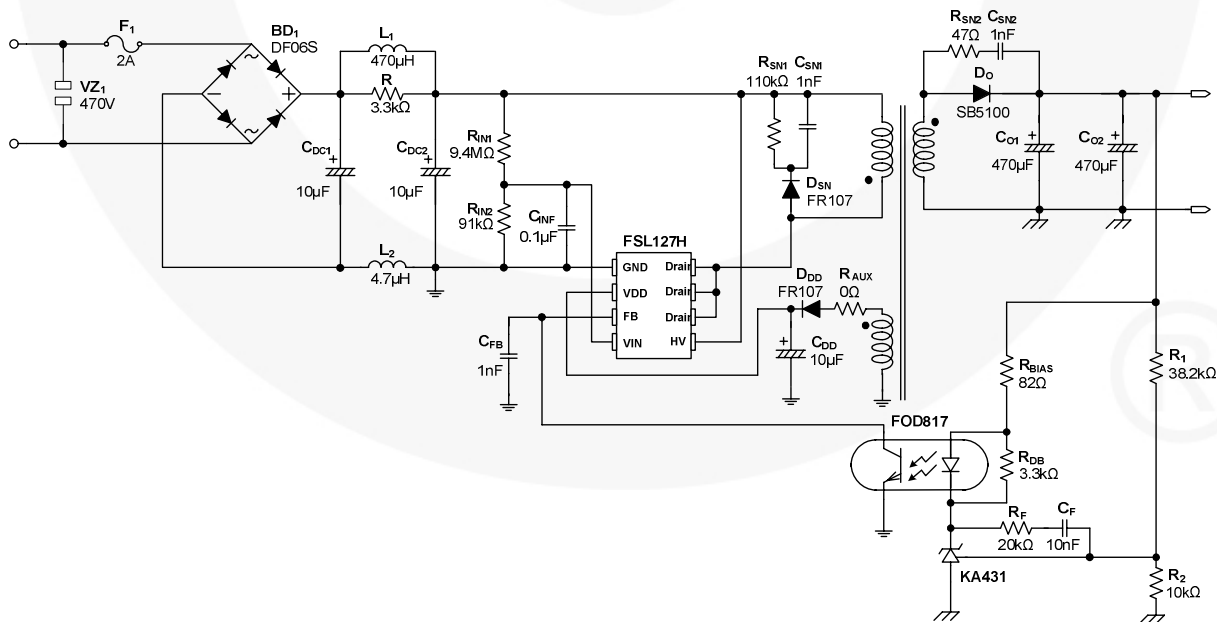 F1
2A
VZ1
470V
BD1
DF06S
~
−
+
~
L1
470µH
R
3.3kΩ
CDC1
+
10µF
CDC2
+
10µF
L2
4.7µH
RIN1
9.4MΩ
RIN2
91kΩ
CINF
0.1µF
FSL127H
GND
VDD
FB
VIN
Drain
Drain
Drain
HV
CFB
1nF
RSN1
110kΩ
CSN1
1nF
DSN
FR107
DDD
FR107
RAUX
0Ω
+
CDD
10µF
RSN2
47Ω
CSN2
1nF
DO
SB5100
CO1
+
470µF
CO2
+
470µF
RBIAS
82Ω
R1
38.2kΩ
FOD817
RDB
3.3kΩ
RF
20kΩ
CF
10nF
KA431
R2
10kΩ
®